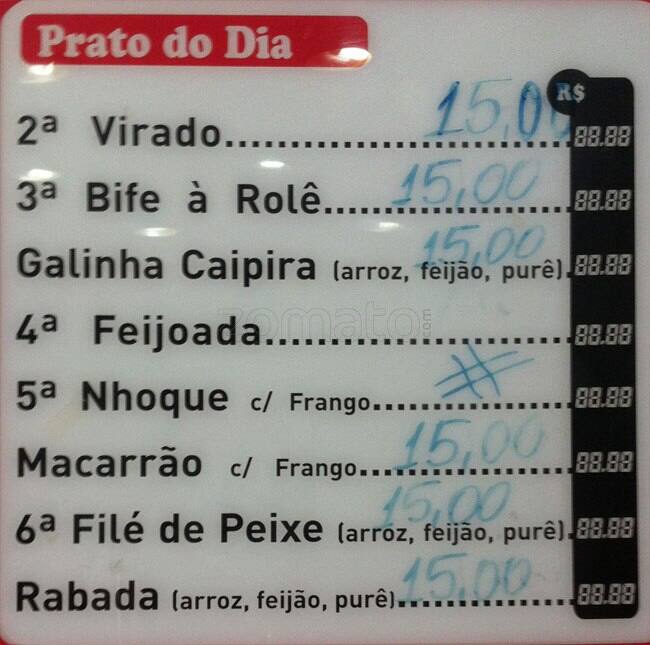 Prato do Dia
R$
2ª Virado 15,00 88.88
3ª Bife à Rolê 15,00 88.88
Galinha Caipira (arroz, feijão, purê). 15,00 88.88
zomato.com
4ª Feijoada 88.88
5ª Nhoque c/ Frango # 88.88
Macarrão c/ Frango 15,00 88.88
6ª Filé de Peixe (arroz, feijão, purê). 15,00 88.88
Rabada (arroz, feijão, purê) 15,00 88.88